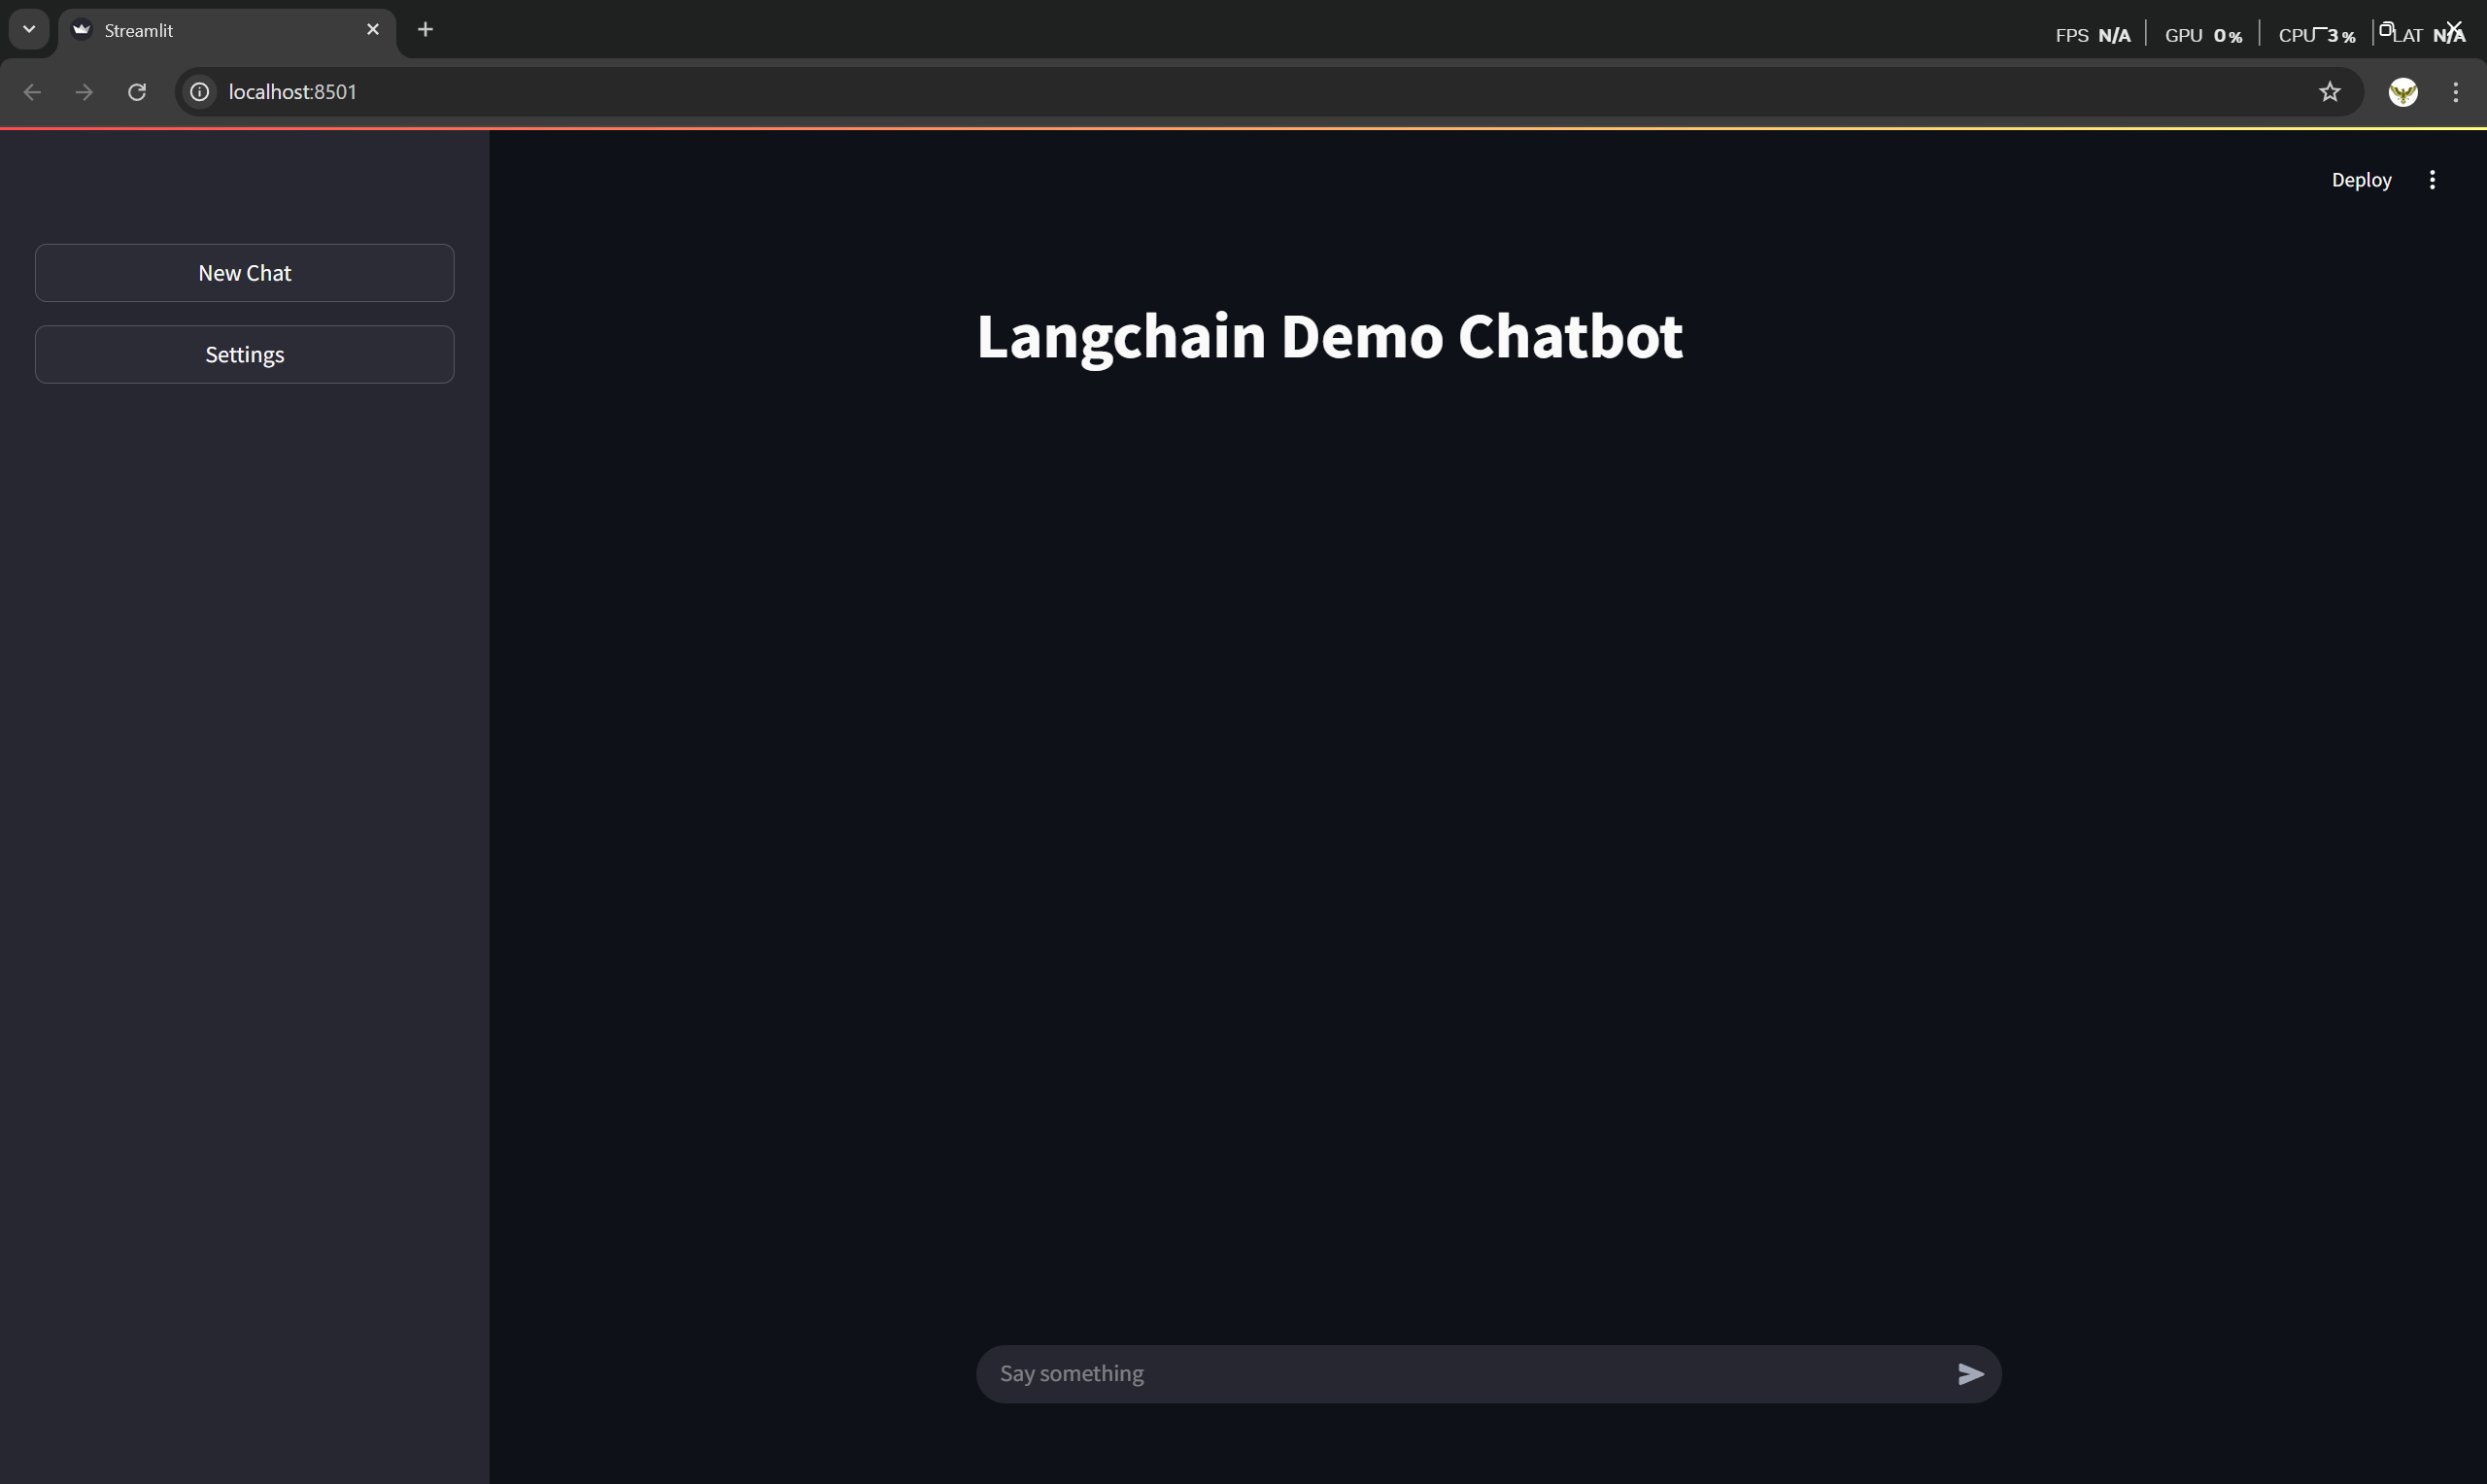 Streamlit
FPS N/A GPU 0% CPU 3% LAT N/A
localhost:8501
Deploy
New Chat
Settings
Langchain Demo Chatbot
Say something